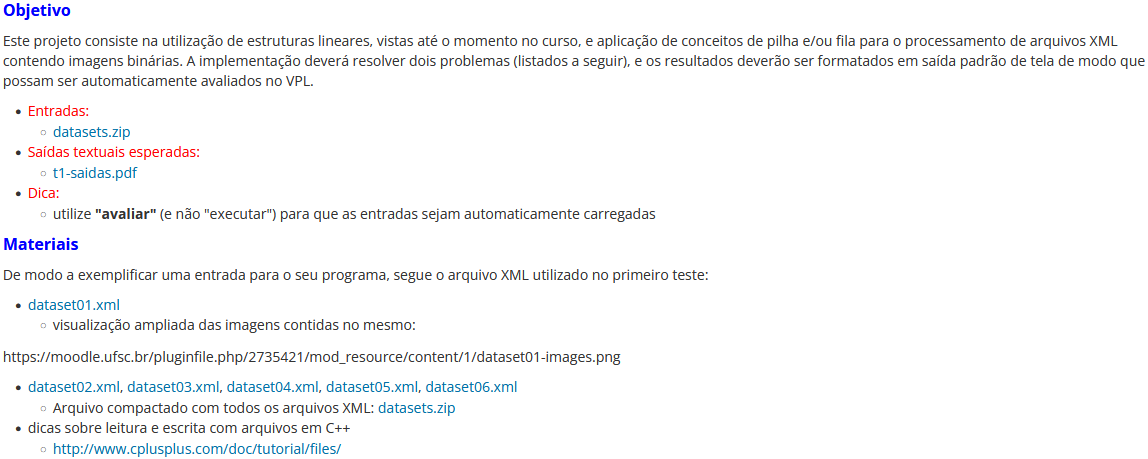 Objetivo
Este projeto consiste na utilização de estruturas lineares, vistas até o momento no curso, e aplicação de conceitos de pilha e/ou fila para o processamento de arquivos XML
contendo imagens binárias. A implementação deverá resolver dois problemas (listados a seguir), e os resultados deverão ser formatados em saída padrão de tela de modo que
possam ser automaticamente avaliados no VPL.
• Entradas:
◦ datasets.zip
• Saídas textuais esperadas:
◦ t1-saidas.pdf
• Dica:
◦ utilize "avaliar" (e não "executar") para que as entradas sejam automaticamente carregadas
Materiais
De modo a exemplificar uma entrada para o seu programa, segue o arquivo XML utilizado no primeiro teste:
• dataset01.xml
◦ visualização ampliada das imagens contidas no mesmo:
https://moodle.ufsc.br/pluginfile.php/2735421/mod_resource/content/1/dataset01-images.png
• dataset02.xml, dataset03.xml, dataset04.xml, dataset05.xml, dataset06.xml
◦ Arquivo compactado com todos os arquivos XML: datasets.zip
• dicas sobre leitura e escrita com arquivos em C++
◦ http://www.cplusplus.com/doc/tutorial/files/